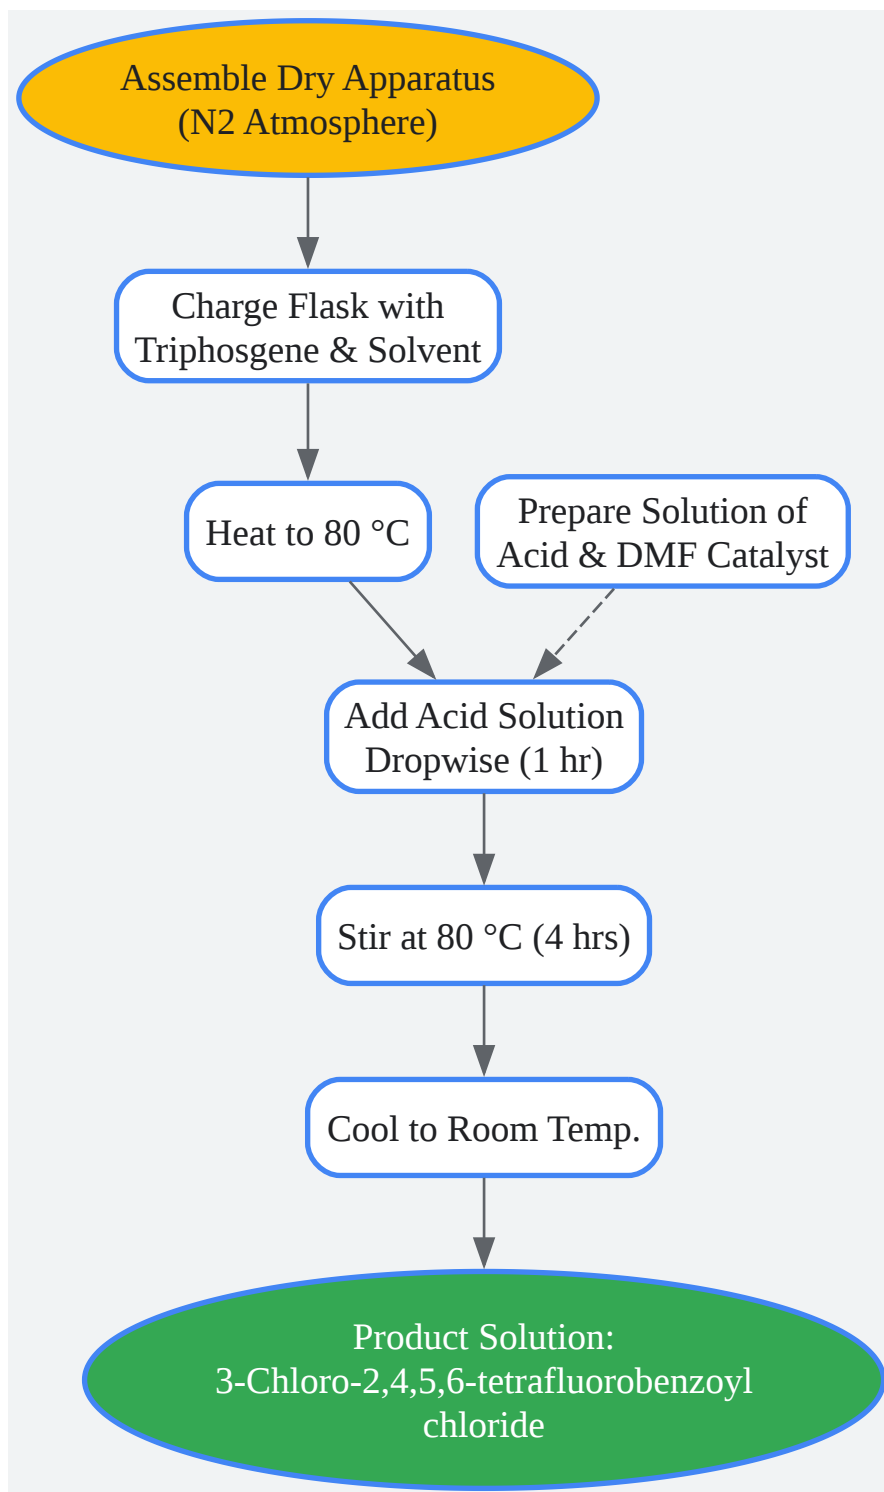 Assemble Dry Apparatus
(N2 Atmosphere)
Charge Flask with
Triphosgene & Solvent
Heat to 80 °C
Prepare Solution of
Acid & DMF Catalyst
Add Acid Solution
Dropwise (1 hr)
Stir at 80 °C (4 hrs)
Cool to Room Temp.
Product Solution:
3-Chloro-2,4,5,6-tetrafluorobenzoyl
chloride